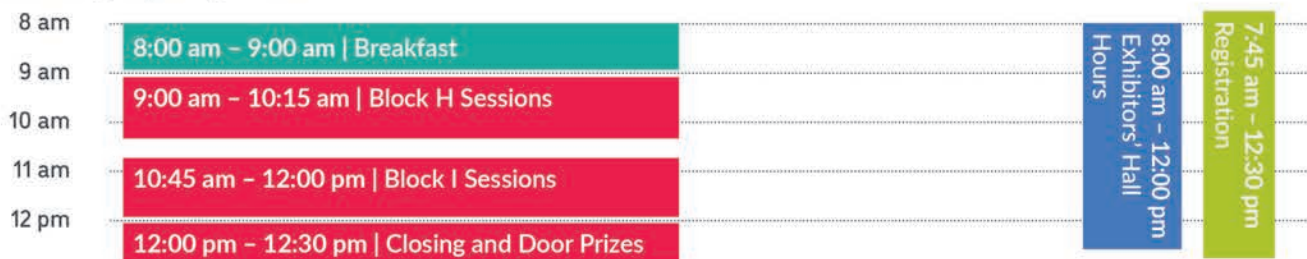 8 am
8:00 am – 9:00 am | Breakfast
9 am
9:00 am – 10:15 am | Block H Sessions
10 am
11 am
10:45 am – 12:00 pm | Block I Sessions
12 pm
12:00 pm – 12:30 pm | Closing and Door Prizes
8:00 am – 12:00 pm
Exhibitors' Hall
Hours
7:45 am – 12:30 pm
Registration